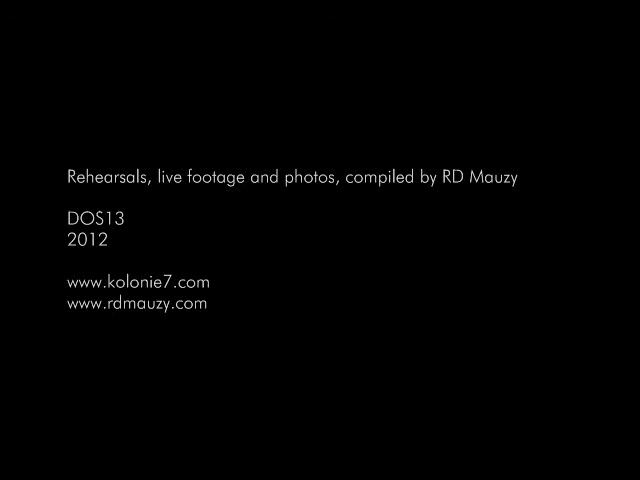 Rehearsals, live footage and photos, compiled by RD Mauzy
DOS13
2012
www.kolonie7.com
www.rdmauzy.com